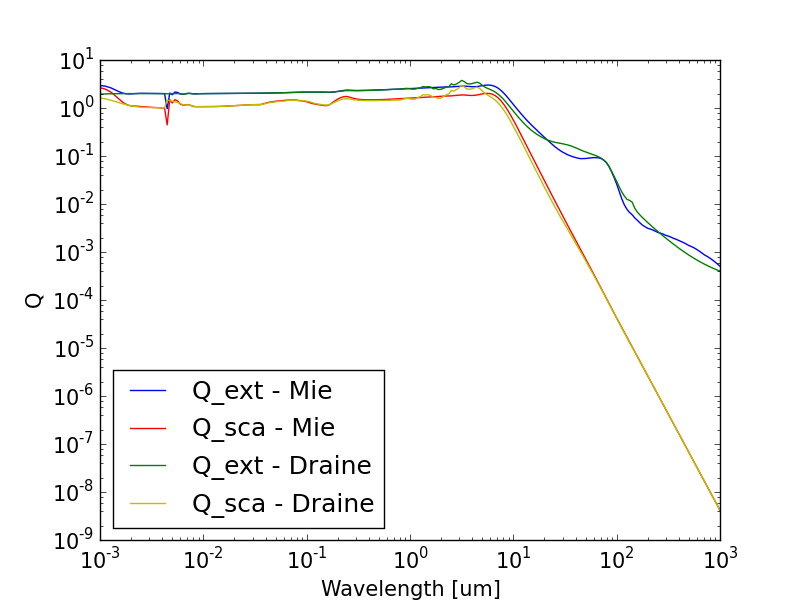 10^1
10^0
10^-1
10^-2
10^-3
10^-4
10^-5
10^-6
10^-7
10^-8
10^-9
Q
Q_ext - Mie
Q_sca - Mie
Q_ext - Draine
Q_sca - Draine
10^-3 10^-2 10^-1 10^0 10^1 10^2 10^3
Wavelength [um]